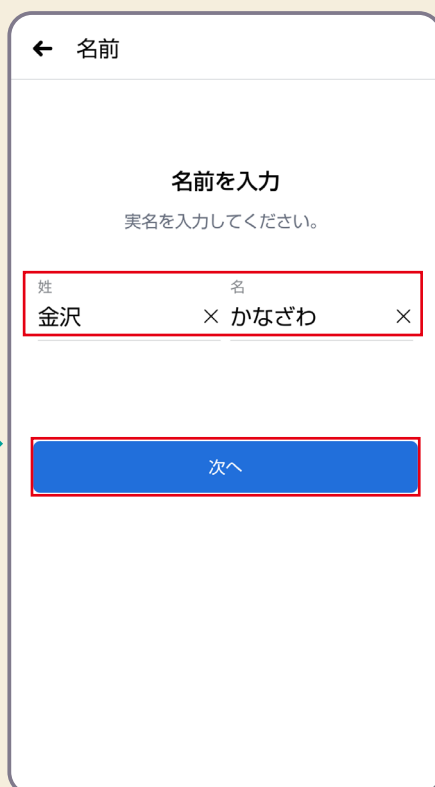 名前
名前を入力
実名を入力してください。
姓 名
金沢 × かなざわ ×
次へ